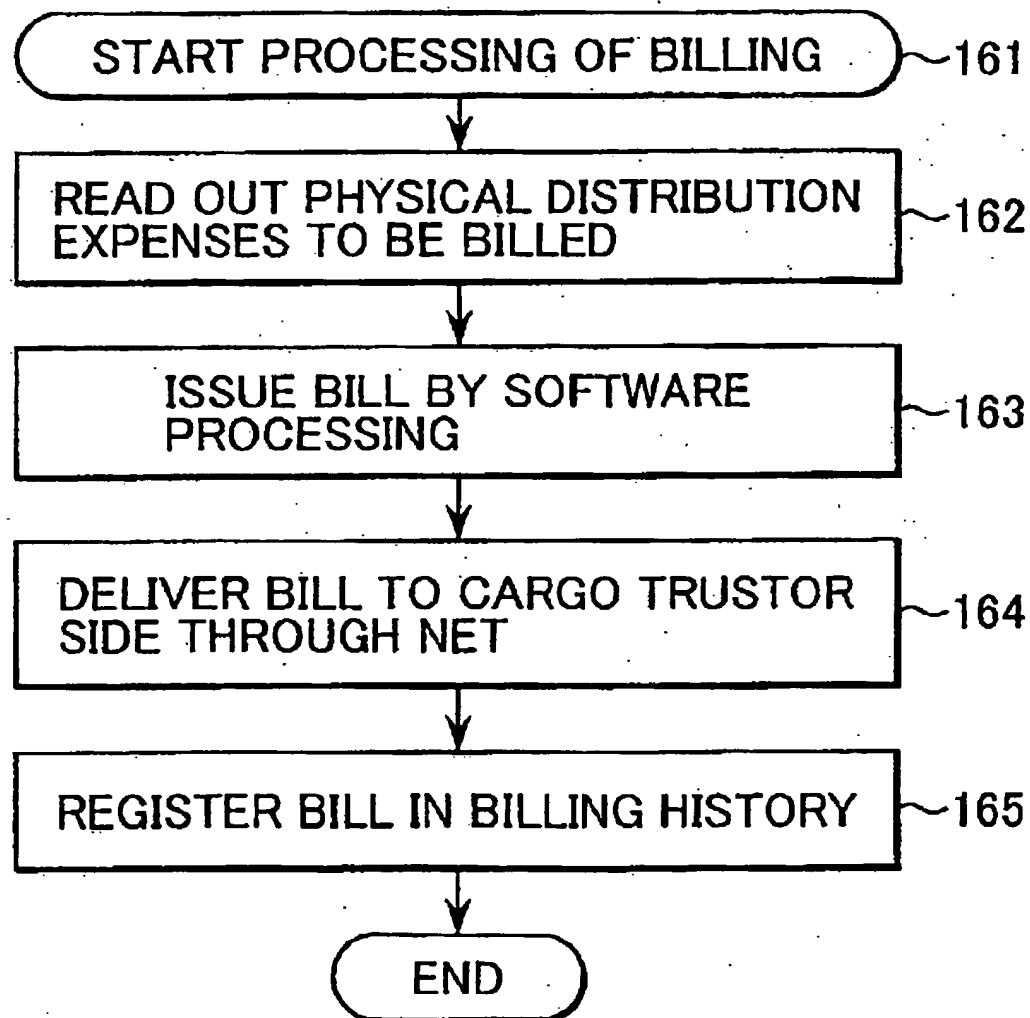 START PROCESSING OF BILLING
161
READ OUT PHYSICAL DISTRIBUTION
EXPENSES TO BE BILLED
162
ISSUE BILL BY SOFTWARE
PROCESSING
163
DELIVER BILL TO CARGO TRUSTOR
SIDE THROUGH NET
164
REGISTER BILL IN BILLING HISTORY
165
END